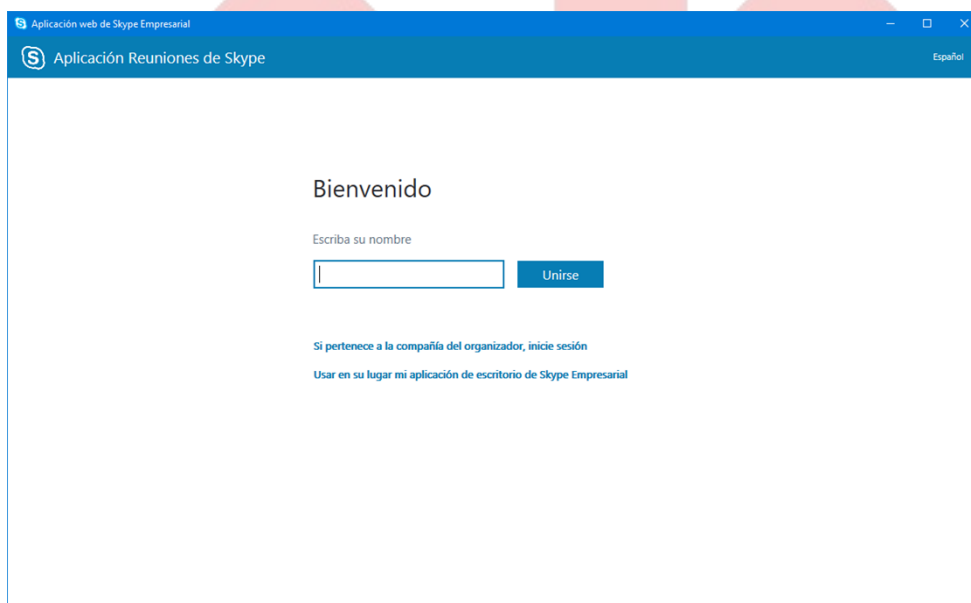 Aplicación web de Skype Empresarial
Aplicación Reuniones de Skype
Español
Bienvenido
Escriba su nombre
Unirse
Si pertenece a la compañía del organizador, inicie sesión
Usar en su lugar mi aplicación de escritorio de Skype Empresarial